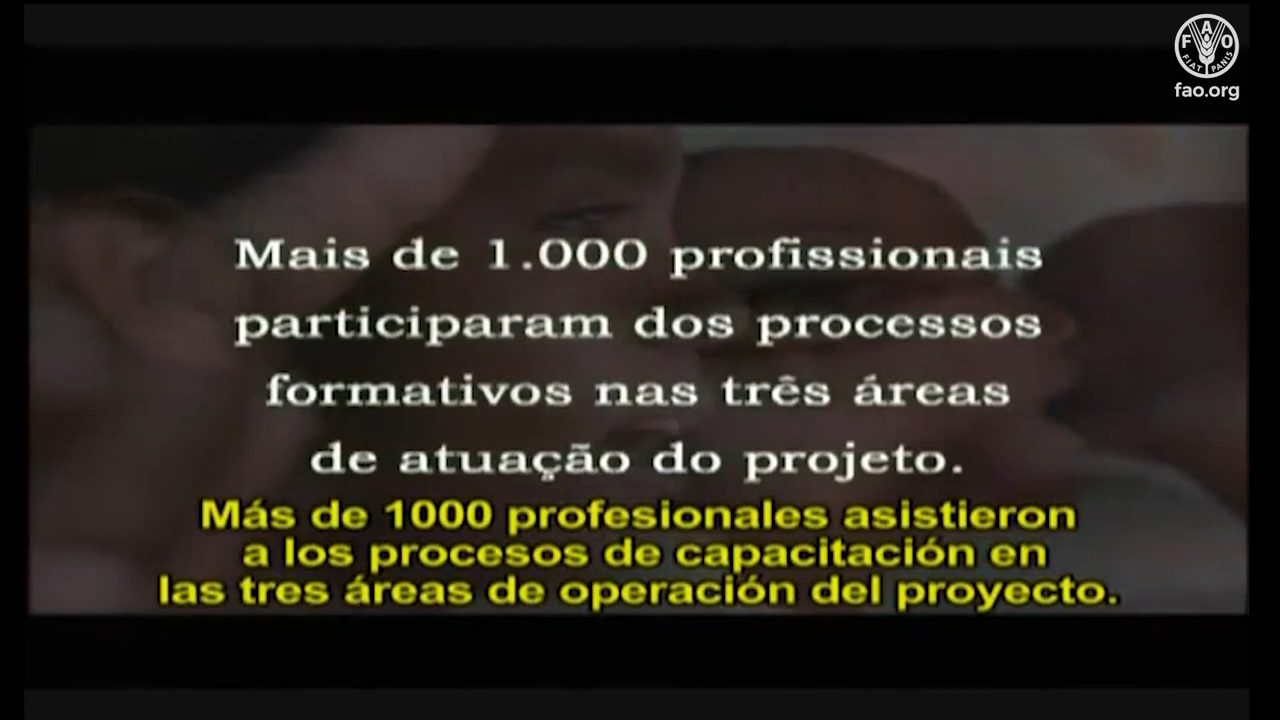 FAO
FIAT PANIS
fao.org
Mais de 1.000 profissionais
participaram dos processos
formativos nas três áreas
de atuação do projeto.
Más de 1000 profesionales asistieron
a los procesos de capacitación en
las tres áreas de operación del proyecto.